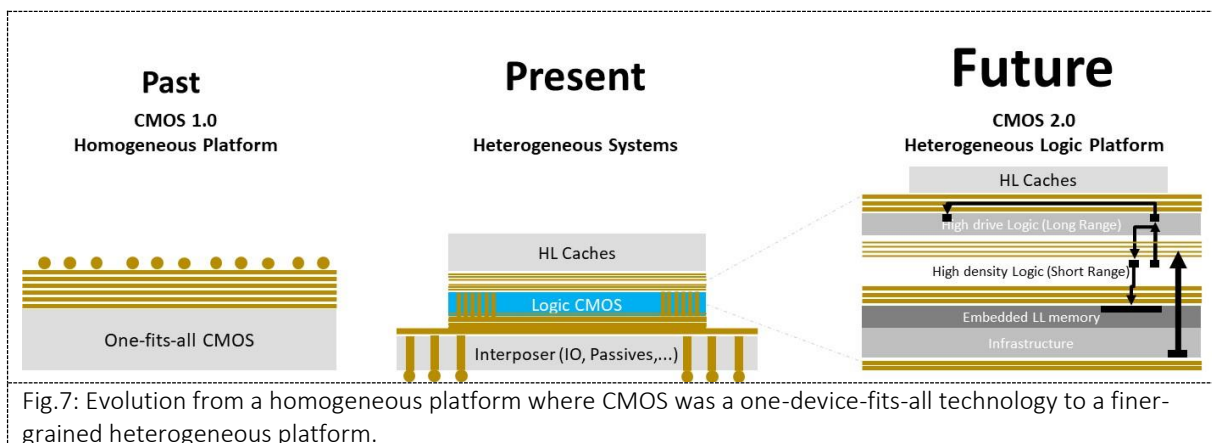 Past
CMOS 1.0
Homogeneous Platform
One-fits-all CMOS
Present
Heterogeneous Systems
HL Caches
Logic CMOS
Interposer (IO, Passives,...)
Future
CMOS 2.0
Heterogeneous Logic Platform
HL Caches
High drive Logic (Long Range)
High density Logic (Short Range)
Embedded LL memory
Infrastructure
Fig.7: Evolution from a homogeneous platform where CMOS was a one-device-fits-all technology to a finer-
grained heterogeneous platform.